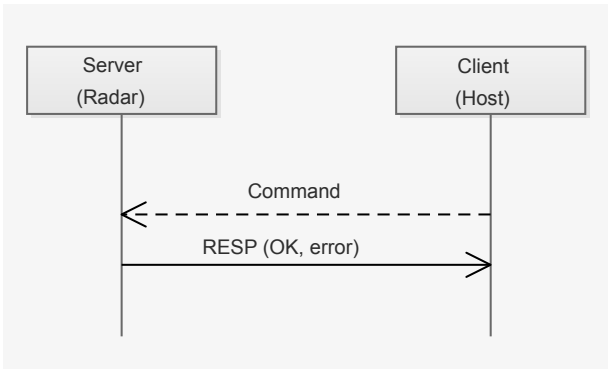 Server
(Radar)
Client
(Host)
Command
RESP (OK, error)